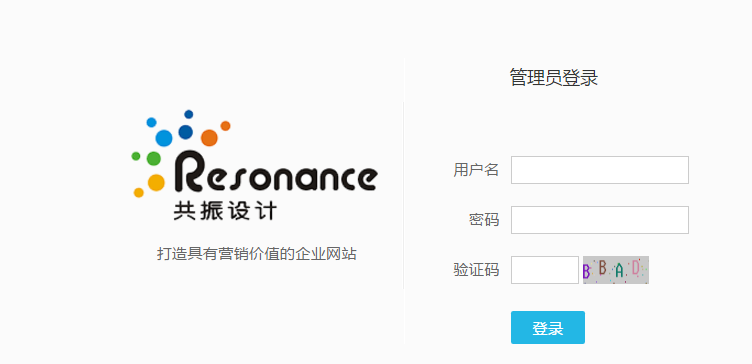 Resonance
共振设计
打造具有营销价值的企业网站
管理员登录
用户名
密码
验证码
BBAD
登录